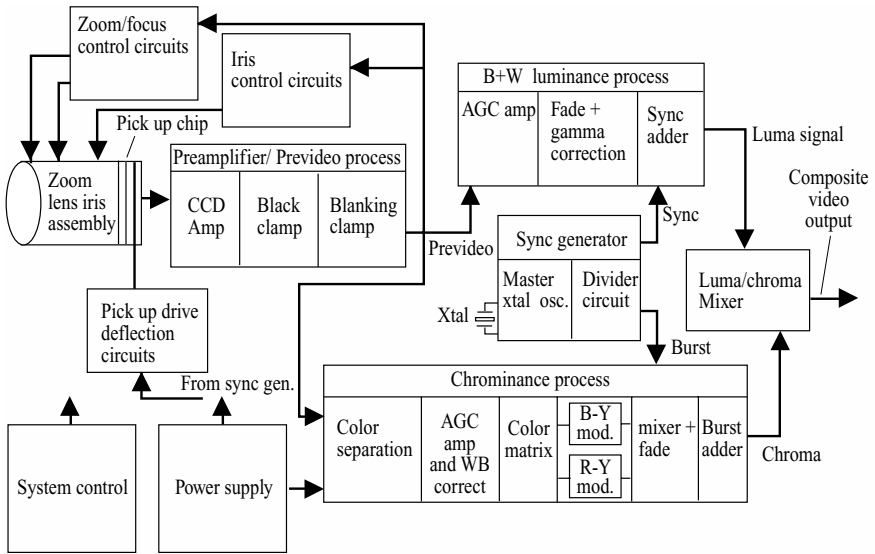 Zoom/focus
control circuits
Iris
control circuits
Pick up chip
Zoom
lens iris
assembly
Preamplifier/ Prevideo process
CCD
Amp
Black
clamp
Blanking
clamp
Prevideo
B+W luminance process
AGC amp
Fade +
gamma
correction
Sync
adder
Luma signal
Composite
video
output
Sync
Sync generator
Master
xtal osc.
Divider
circuit
Xtal
Burst
Luma/chroma
Mixer
Pick up drive
deflection
circuits
From sync gen.
Chrominance process
Color
separation
AGC
amp
and WB
correct
Color
matrix
B-Y
mod.
R-Y
mod.
mixer +
fade
Burst
adder
Chroma
System control
Power supply